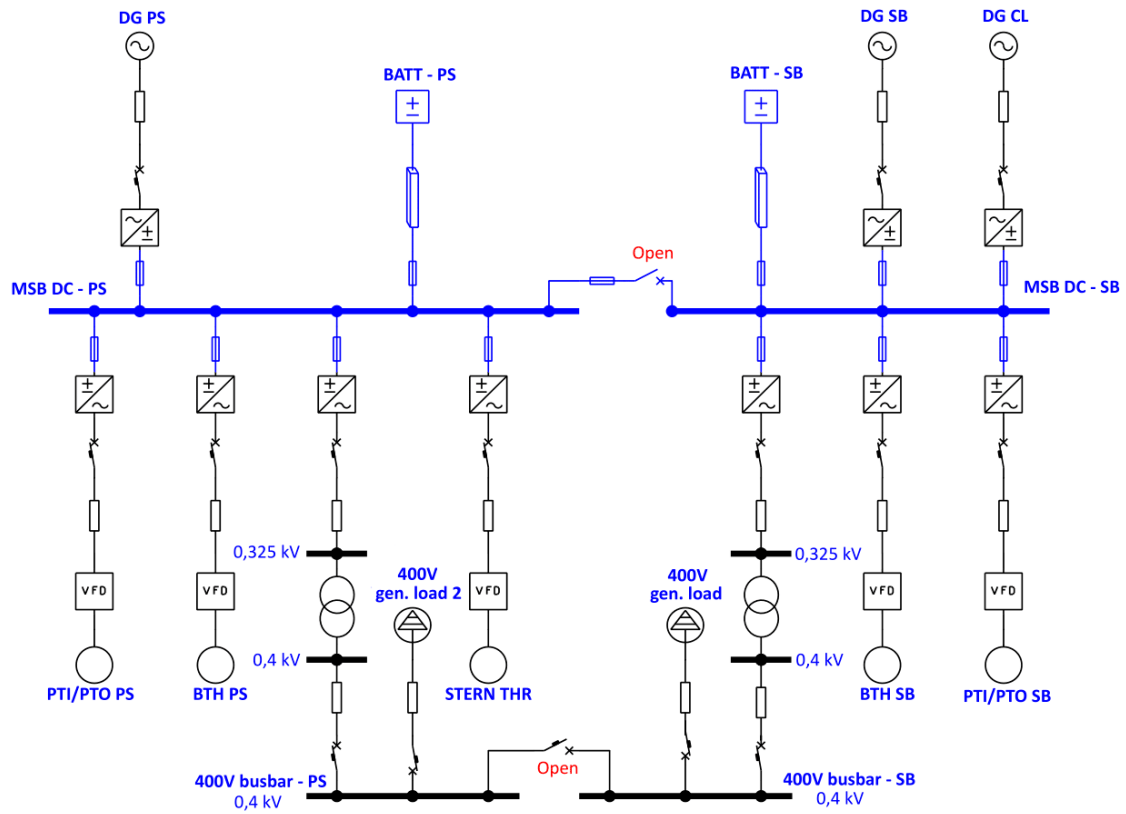 DG PS
DG SB
DG CL
BATT - PS
BATT - SB
Open
MSB DC - PS
MSB DC - SB
0,325 kV
0,325 kV
400V
gen. load 2
400V
gen. load
VFD
VFD
VFD
VFD
VFD
0,4 kV
0,4 kV
PTI/PTO PS
BTH PS
STERN THR
BTH SB
PTI/PTO SB
Open
400V busbar - PS
0,4 kV
400V busbar - SB
0,4 kV